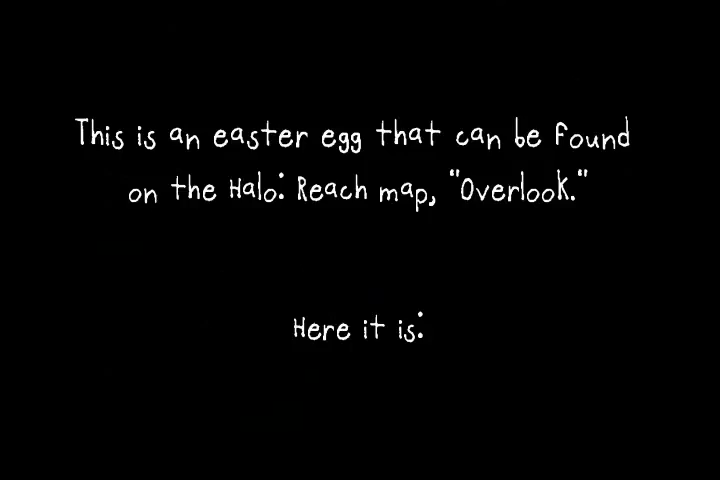 This is an easter egg that can be found
on the Halo: Reach map, "Overlook."
Here it is: